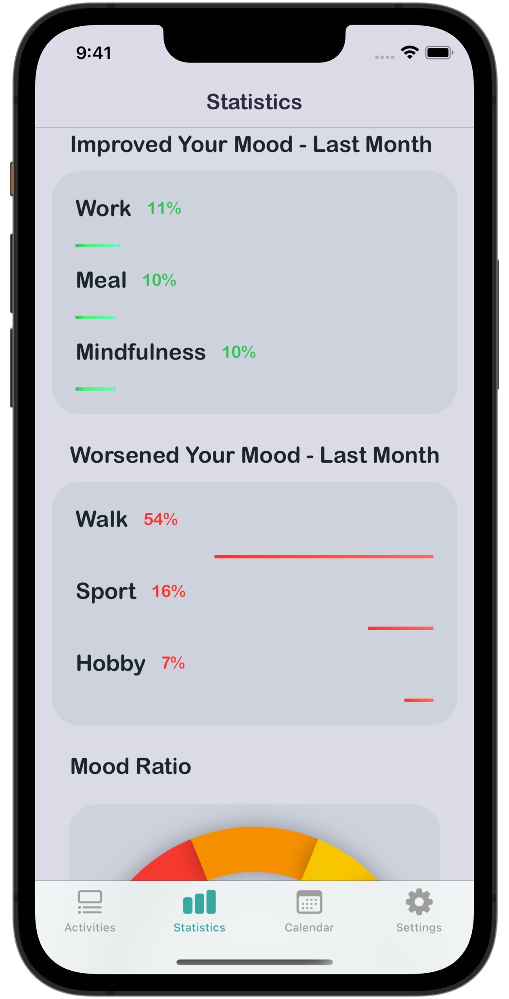 9:41
Statistics
Improved Your Mood - Last Month
Work 11%
Meal 10%
Mindfulness 10%
Worsened Your Mood - Last Month
Walk 54%
Sport 16%
Hobby 7%
Mood Ratio
Activities Statistics Calendar Settings